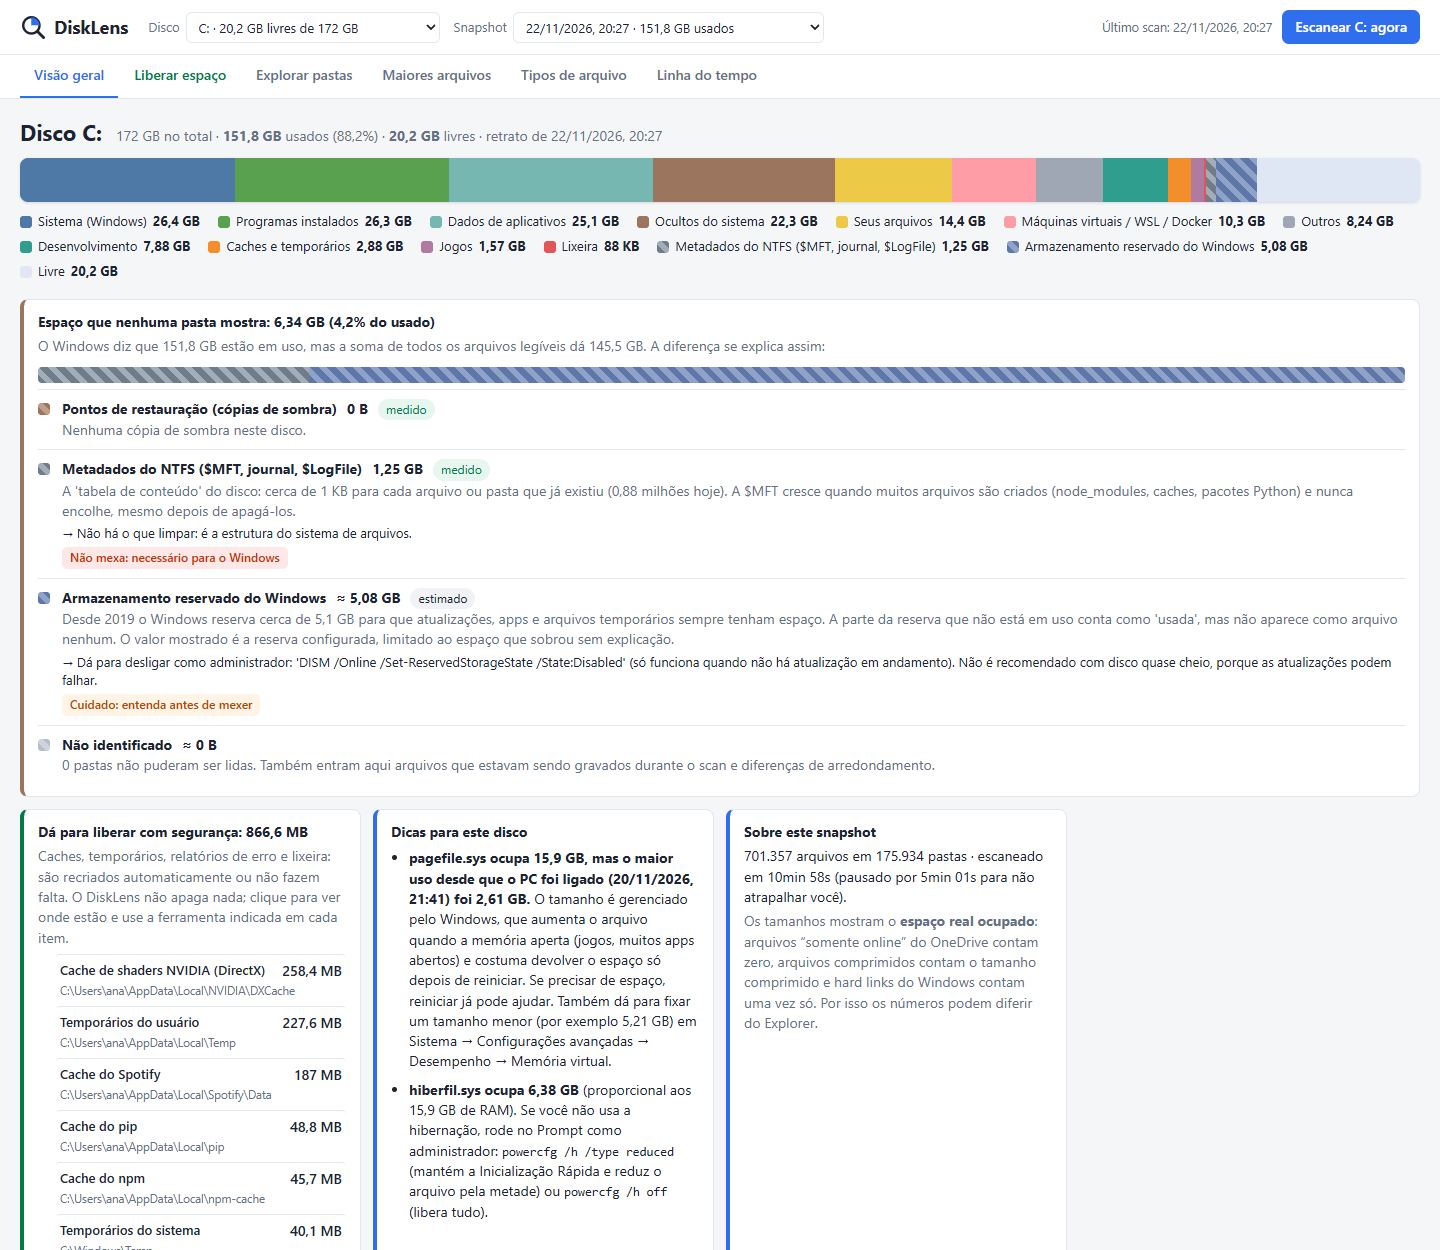 DiskLens Disco C: · 20,2 GB livres de 172 GB Snapshot 22/11/2026, 20:27 · 151,8 GB usados Último scan: 22/11/2026, 20:27 Escanear C: agora
Visão geral Liberar espaço Explorar pastas Maiores arquivos Tipos de arquivo Linha do tempo
Disco C: 172 GB no total · 151,8 GB usados (88,2%) · 20,2 GB livres · retrato de 22/11/2026, 20:27
Sistema (Windows) 26,4 GB Programas instalados 26,3 GB Dados de aplicativos 25,1 GB Ocultos do sistema 22,3 GB Seus arquivos 14,4 GB Máquinas virtuais / WSL / Docker 10,3 GB Outros 8,24 GB
Desenvolvimento 7,88 GB Caches e temporários 2,88 GB Jogos 1,57 GB Lixeira 88 KB Metadados do NTFS ($MFT, journal, $LogFile) 1,25 GB Armazenamento reservado do Windows 5,08 GB
Livre 20,2 GB
Espaço que nenhuma pasta mostra: 6,34 GB (4,2% do usado)
O Windows diz que 151,8 GB estão em uso, mas a soma de todos os arquivos legíveis dá 145,5 GB. A diferença se explica assim:
Pontos de restauração (cópias de sombra) 0 B medido
Nenhuma cópia de sombra neste disco.
Metadados do NTFS ($MFT, journal, $LogFile) 1,25 GB medido
A 'tabela de conteúdo' do disco: cerca de 1 KB para cada arquivo ou pasta que já existiu (0,88 milhões hoje). A $MFT cresce quando muitos arquivos são criados (node_modules, caches, pacotes Python) e nunca
encolhe, mesmo depois de apagá-los.
→ Não há o que limpar: é a estrutura do sistema de arquivos.
Não mexa: necessário para o Windows
Armazenamento reservado do Windows ≈ 5,08 GB estimado
Desde 2019 o Windows reserva cerca de 5,1 GB para que atualizações, apps e arquivos temporários sempre tenham espaço. A parte da reserva que não está em uso conta como 'usada', mas não aparece como arquivo
nenhum. O valor mostrado é a reserva configurada, limitado ao espaço que sobrou sem explicação.
→ Dá para desligar como administrador: 'DISM /Online /Set-ReservedStorageState /State:Disabled' (só funciona quando não há atualização em andamento). Não é recomendado com disco quase cheio, porque as atualizações podem
falhar.
Cuidado: entenda antes de mexer
Não identificado ≈ 0 B
0 pastas não puderam ser lidas. Também entram aqui arquivos que estavam sendo gravados durante o scan e diferenças de arredondamento.
Dá para liberar com segurança: 866,6 MB
Caches, temporários, relatórios de erro e lixeira:
são recriados automaticamente ou não fazem
falta. O DiskLens não apaga nada; clique para ver
onde estão e use a ferramenta indicada em cada
item.
Cache de shaders NVIDIA (DirectX) 258,4 MB
C:\Users\ana\AppData\Local\NVIDIA\DXCache
Temporários do usuário 227,6 MB
C:\Users\ana\AppData\Local\Temp
Cache do Spotify 187 MB
C:\Users\ana\AppData\Local\Spotify\Data
Cache do pip 48,8 MB
C:\Users\ana\AppData\Local\pip
Cache do npm 45,7 MB
C:\Users\ana\AppData\Local\npm-cache
Temporários do sistema 40,1 MB
C:\Windows\Temp
Dicas para este disco
• pagefile.sys ocupa 15,9 GB, mas o maior
uso desde que o PC foi ligado (20/11/2026,
21:41) foi 2,61 GB. O tamanho é gerenciado
pelo Windows, que aumenta o arquivo
quando a memória aperta (jogos, muitos apps
abertos) e costuma devolver o espaço só
depois de reiniciar. Se precisar de espaço,
reiniciar já pode ajudar. Também dá para fixar
um tamanho menor (por exemplo 5,21 GB) em
Sistema → Configurações avançadas →
Desempenho → Memória virtual.
• hiberfil.sys ocupa 6,38 GB (proporcional aos
15,9 GB de RAM). Se você não usa a
hibernação, rode no Prompt como
administrador: powercfg /h /type reduced
(mantém a Inicialização Rápida e reduz o
arquivo pela metade) ou powercfg /h off
(libera tudo).
Sobre este snapshot
701.357 arquivos em 175.934 pastas · escaneado
em 10min 58s (pausado por 5min 01s para não
atrapalhar você).
Os tamanhos mostram o espaço real ocupado:
arquivos “somente online” do OneDrive contam
zero, arquivos comprimidos contam o tamanho
comprimido e hard links do Windows contam
uma vez só. Por isso os números podem diferir
do Explorer.